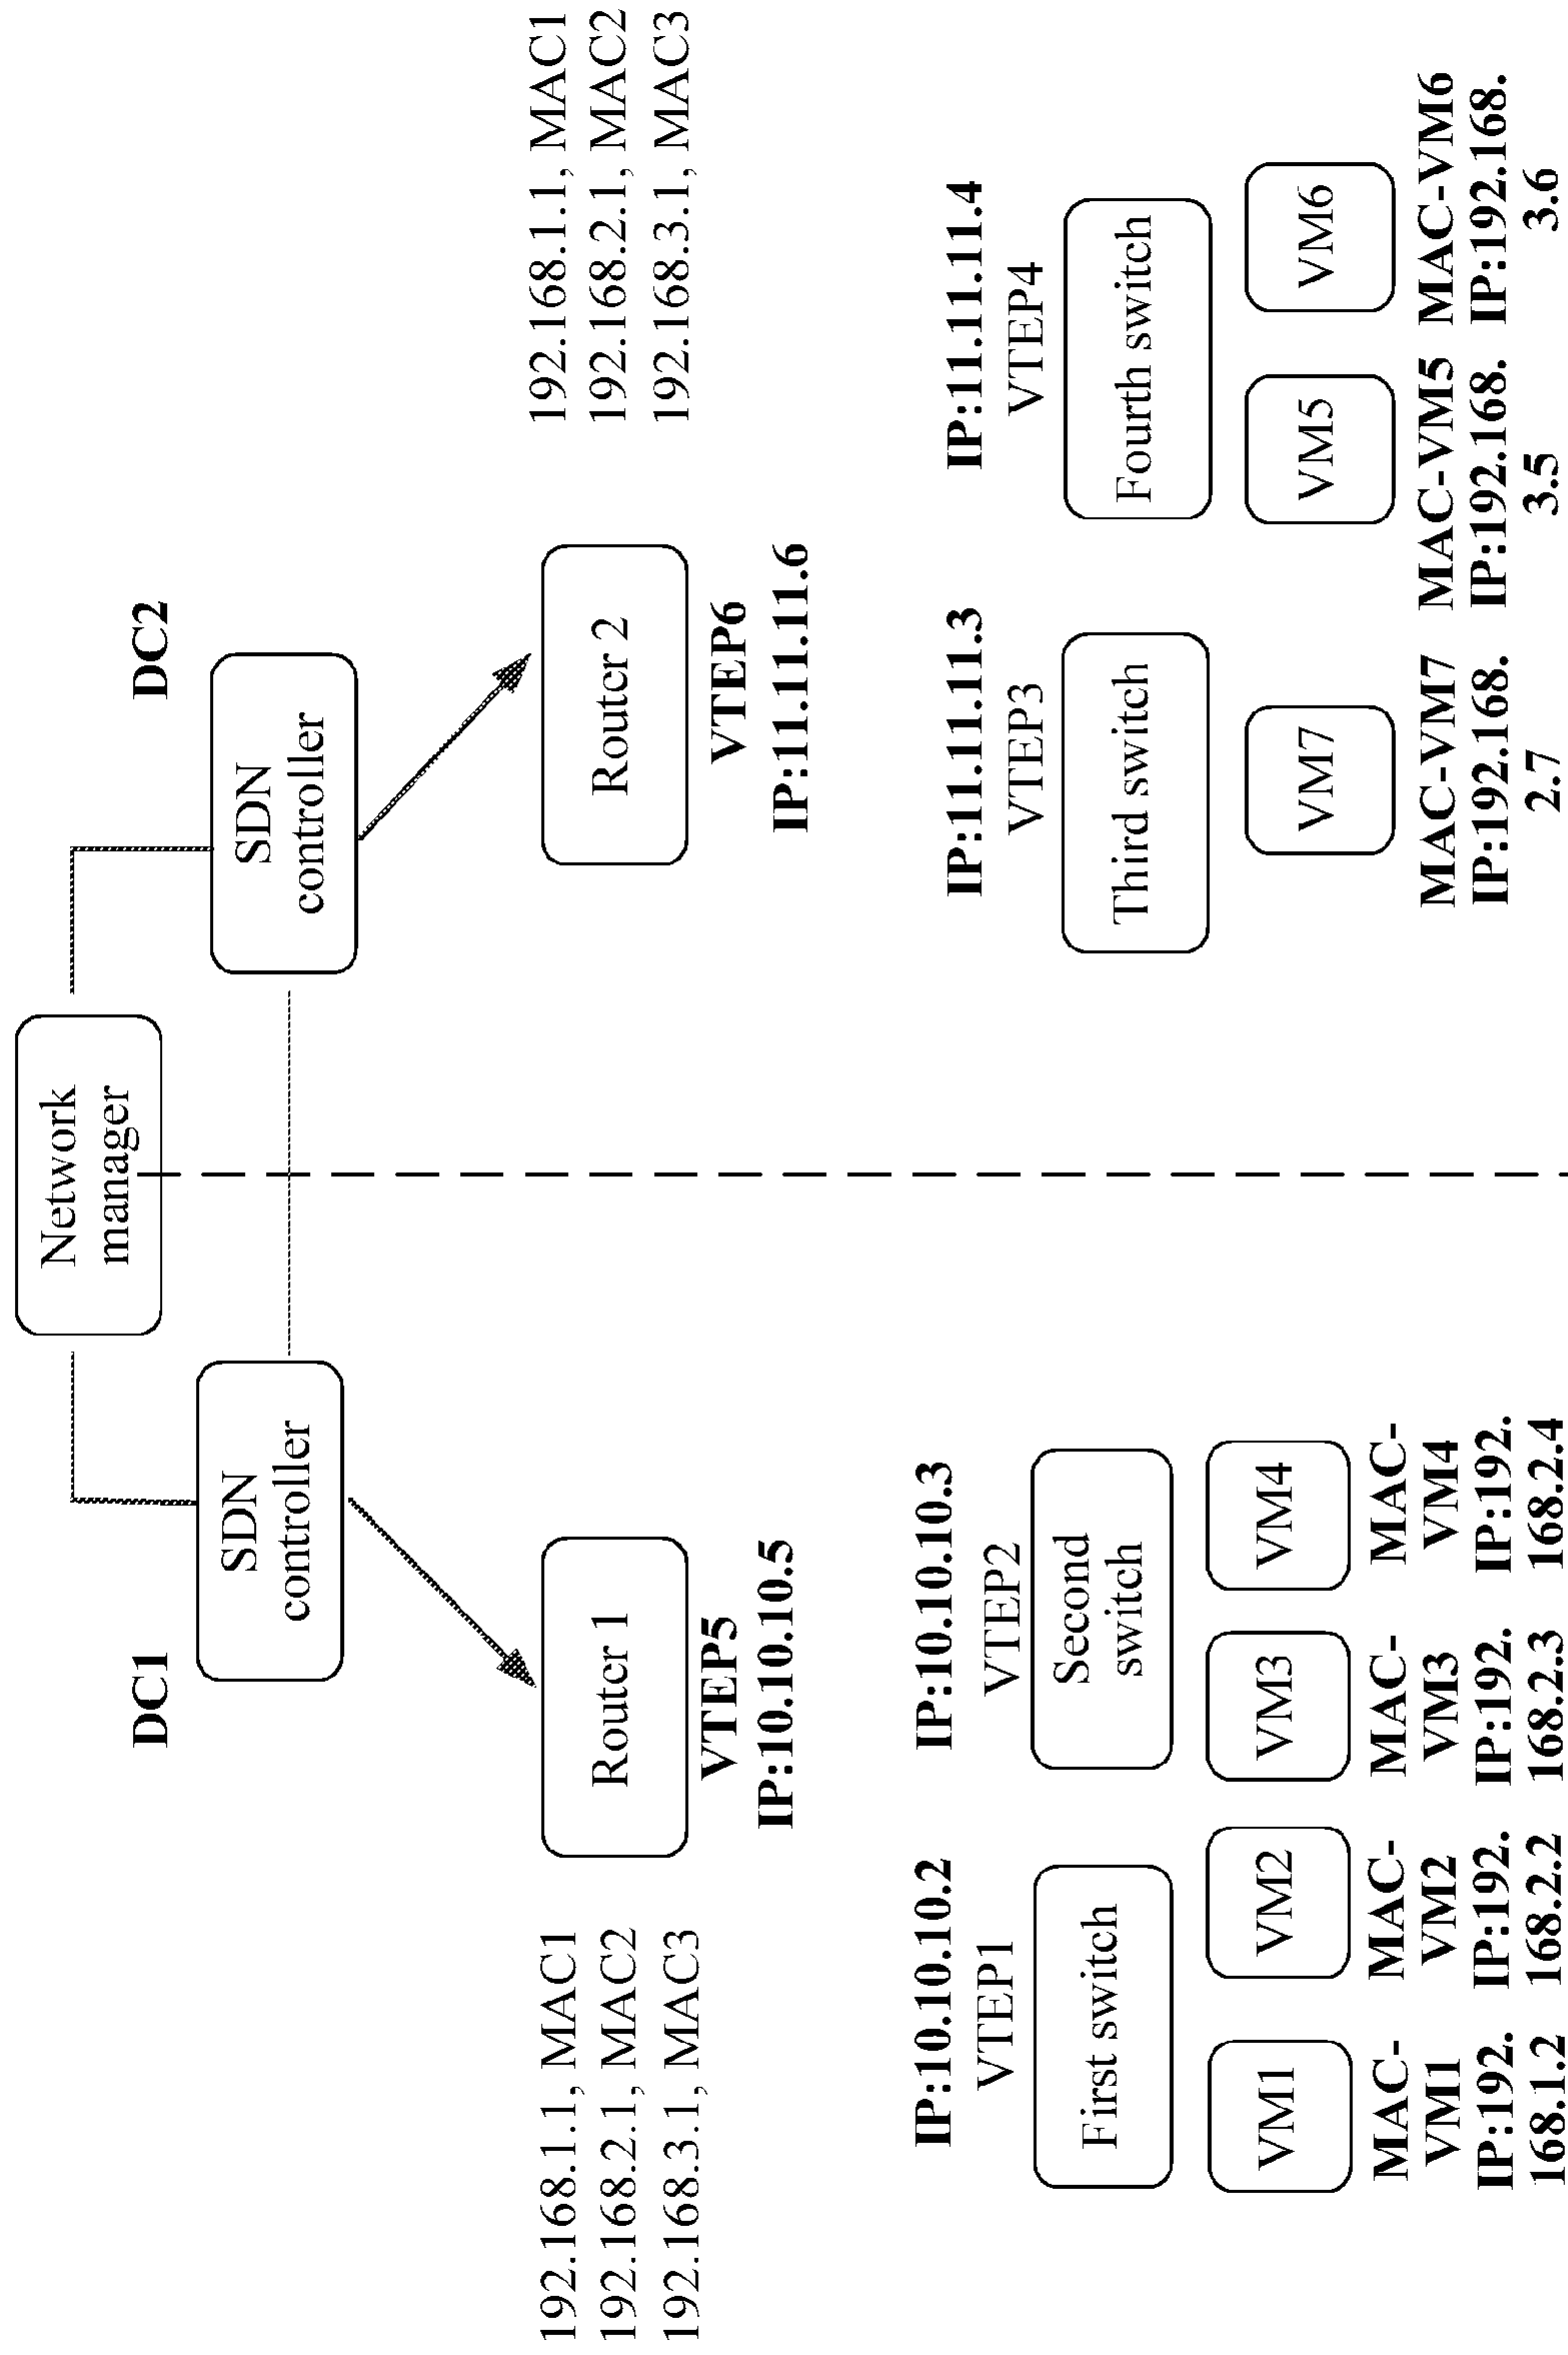 Network
manager
DC1
DC2
SDN
controller
SDN
controller
192.168.1.1, MAC1
192.168.2.1, MAC2
192.168.3.1, MAC3
Router 1
VTEP5
IP:10.10.10.5
Router 2
VTEP6
IP:11.11.11.6
192.168.1.1, MAC1
192.168.2.1, MAC2
192.168.3.1, MAC3
IP:10.10.10.2
VTEP1
First switch
IP:10.10.10.3
VTEP2
Second
switch
IP:11.11.11.3
VTEP3
Third switch
IP:11.11.11.4
VTEP4
Fourth switch
VM1
MAC-
VM1
IP:192.
168.1.2
VM2
MAC-
VM2
IP:192.
168.2.2
VM3
MAC-
VM3
IP:192.
168.2.3
VM4
MAC-
VM4
IP:192.
168.2.4
VM7
MAC-VM7
IP:192.168.
2.7
VM5
MAC-VM5
IP:192.168.
3.5
VM6
MAC-VM6
IP:192.168.
3.6